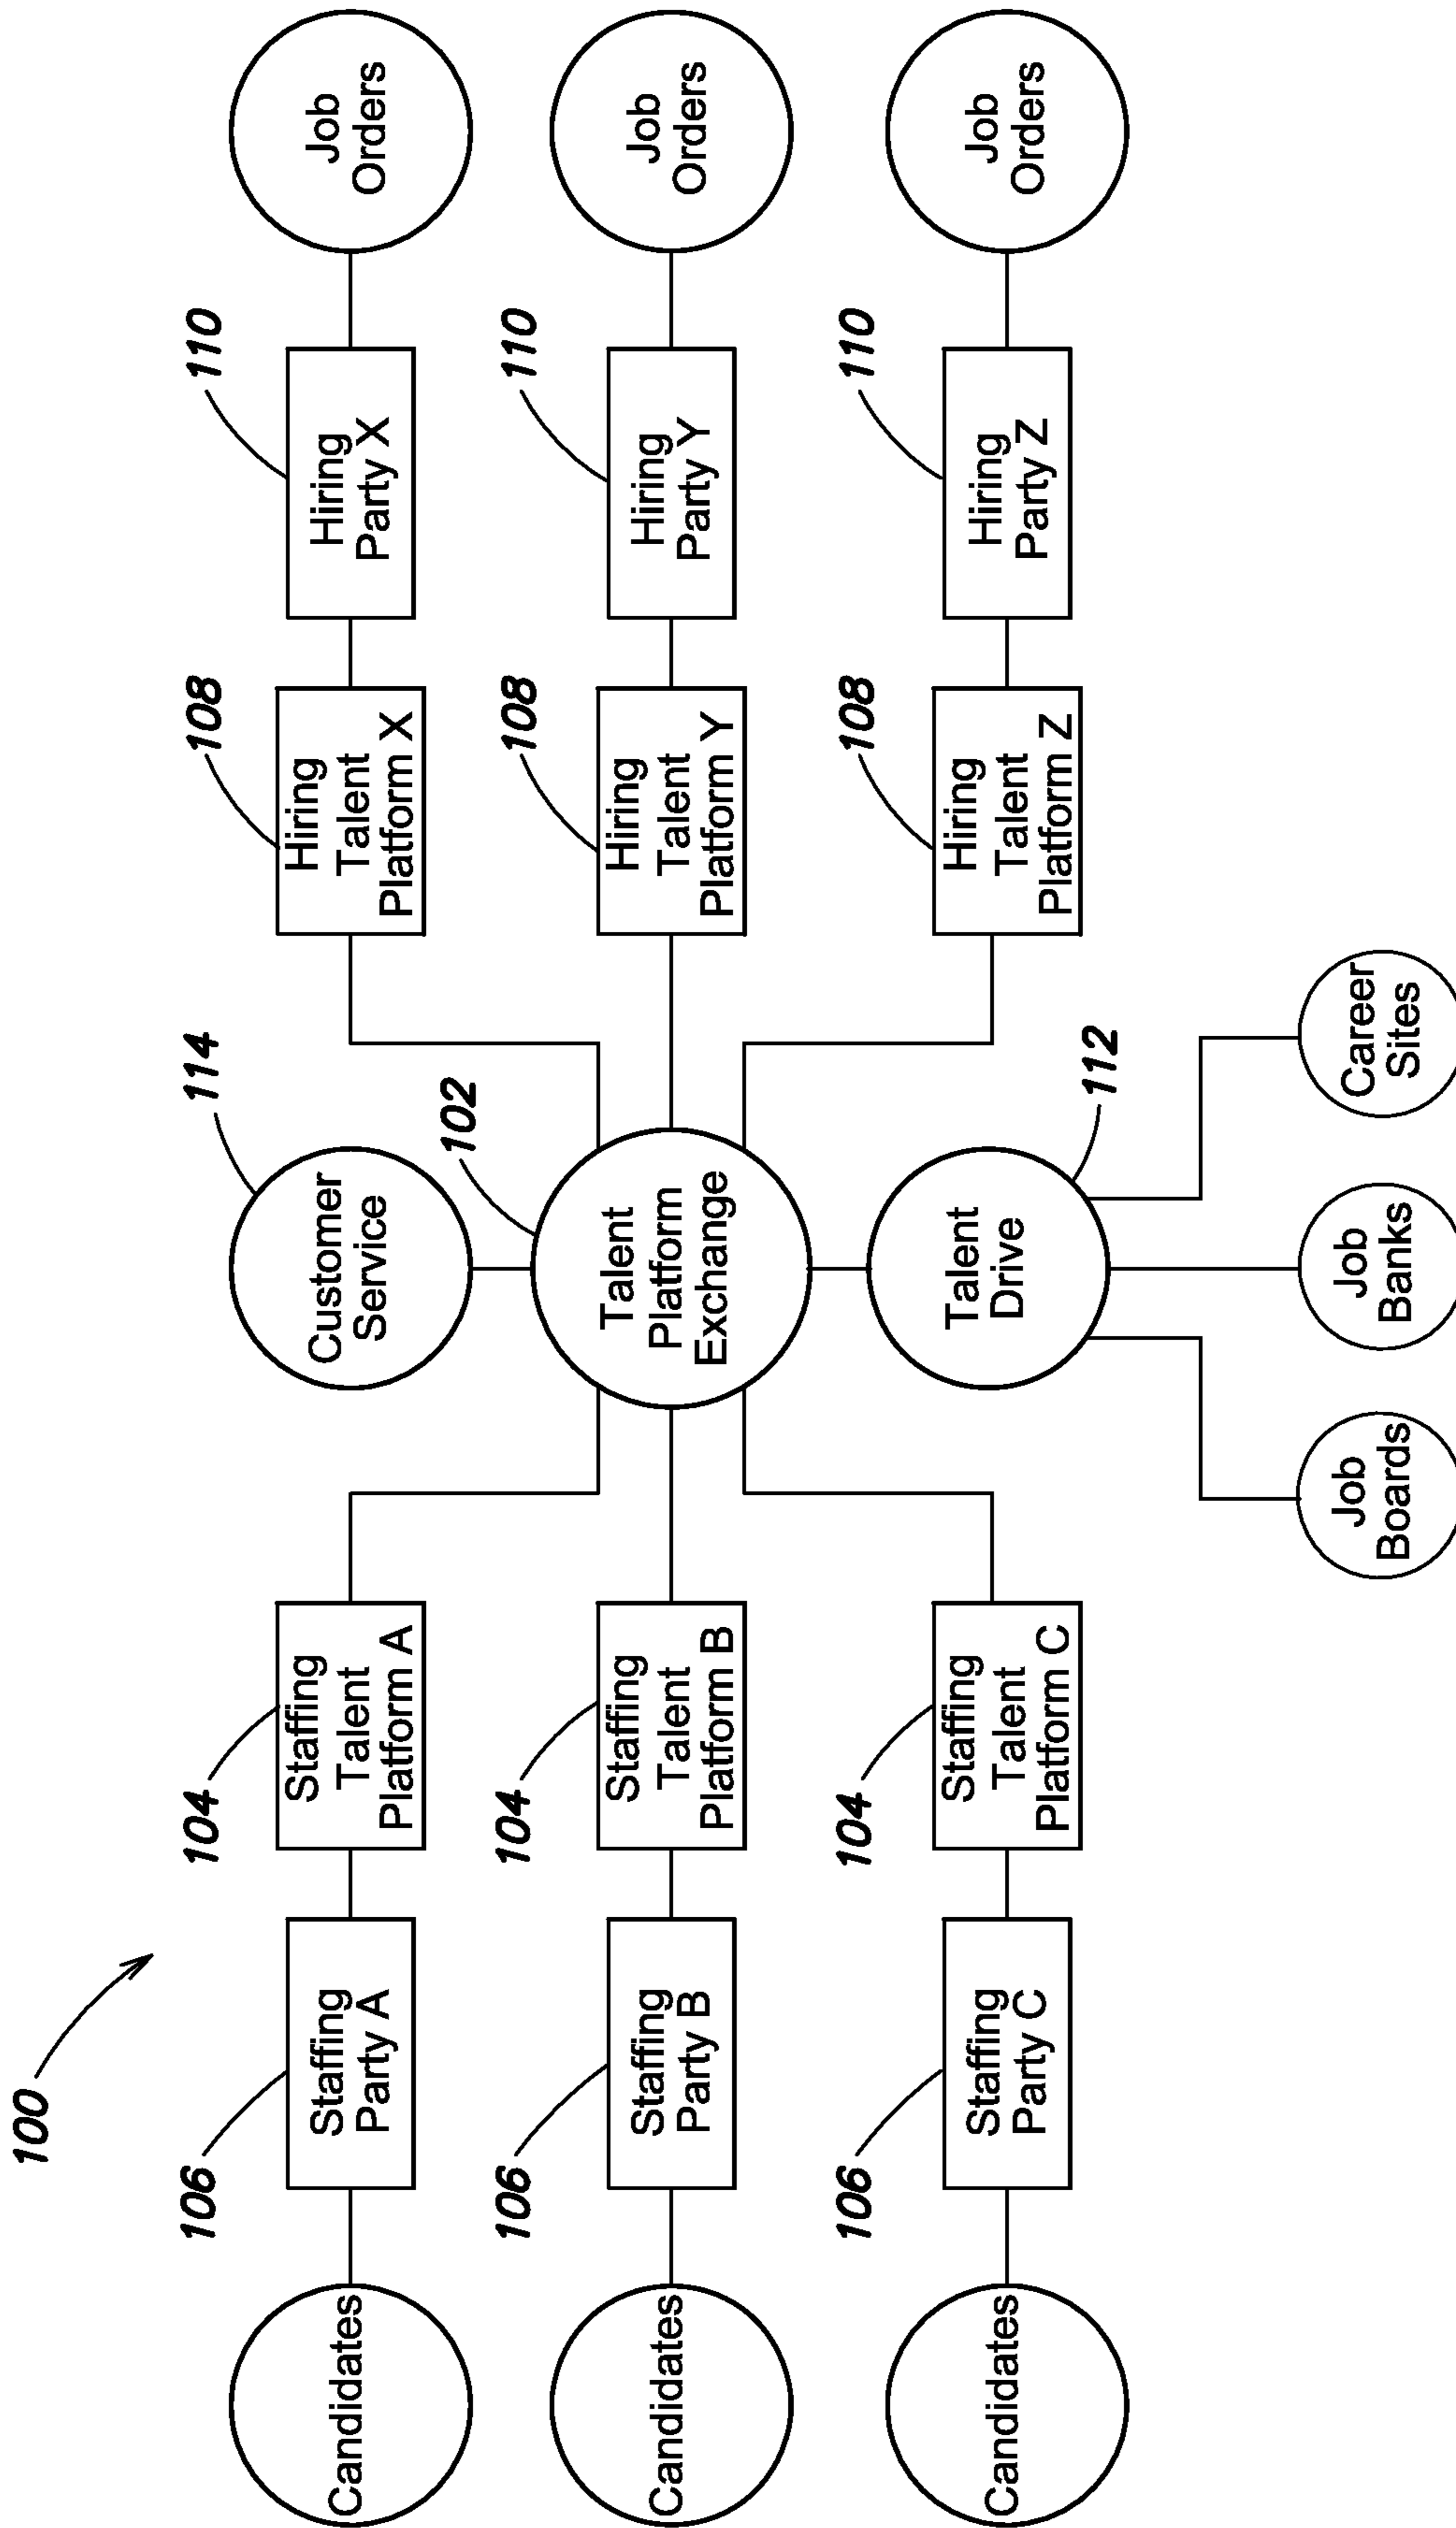 100
106
104
114
108
110
Candidates
Staffing
Party A
Staffing
Talent
Platform A
Customer
Service
Hiring
Talent
Platform X
Hiring
Party X
Job
Orders
106
104
102
108
110
Candidates
Staffing
Party B
Staffing
Talent
Platform B
Talent
Platform
Exchange
Hiring
Talent
Platform Y
Hiring
Party Y
Job
Orders
106
104
108
110
Candidates
Staffing
Party C
Staffing
Talent
Platform C
Talent
Drive
Hiring
Talent
Platform Z
Hiring
Party Z
Job
Orders
112
Job
Boards
Job
Banks
Career
Sites